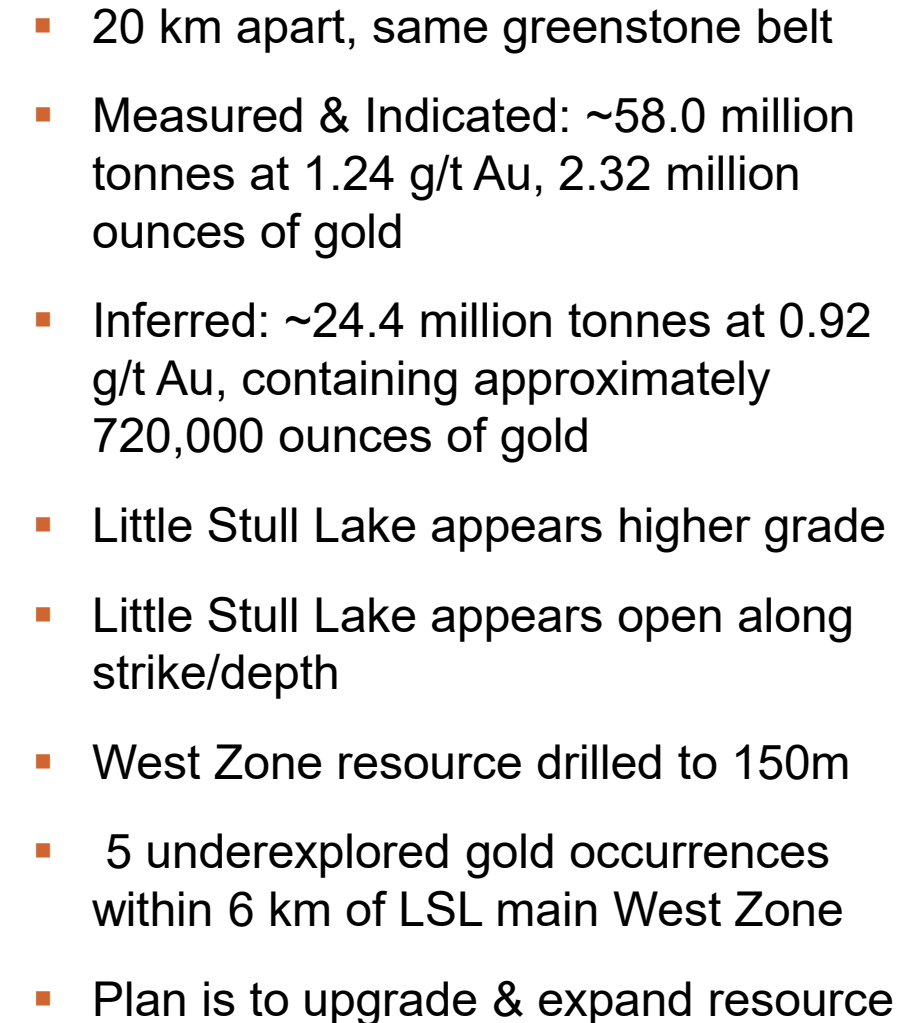 ▪ 20 km apart, same greenstone belt
▪ Measured & Indicated: ~58.0 million
tonnes at 1.24 g/t Au, 2.32 million
ounces of gold
▪ Inferred: ~24.4 million tonnes at 0.92
g/t Au, containing approximately
720,000 ounces of gold
▪ Little Stull Lake appears higher grade
▪ Little Stull Lake appears open along
strike/depth
▪ West Zone resource drilled to 150m
▪ 5 underexplored gold occurrences
within 6 km of LSL main West Zone
▪ Plan is to upgrade & expand resource